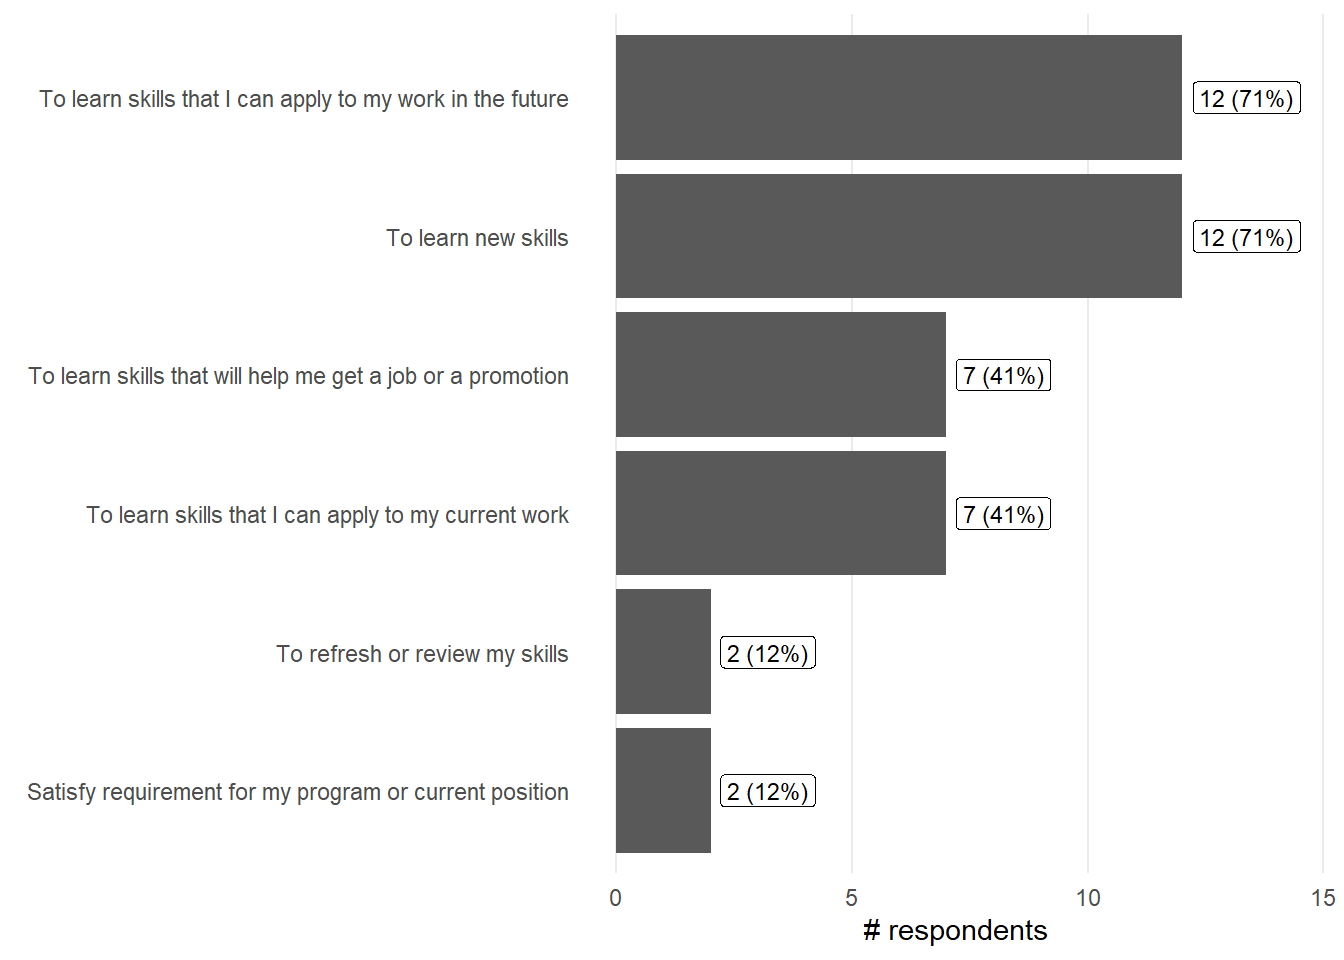 To learn skills that I can apply to my work in the future
12 (71%)
To learn new skills
12 (71%)
To learn skills that will help me get a job or a promotion
7 (41%)
To learn skills that I can apply to my current work
7 (41%)
To refresh or review my skills
2 (12%)
Satisfy requirement for my program or current position
2 (12%)
0 5 10 15
# respondents